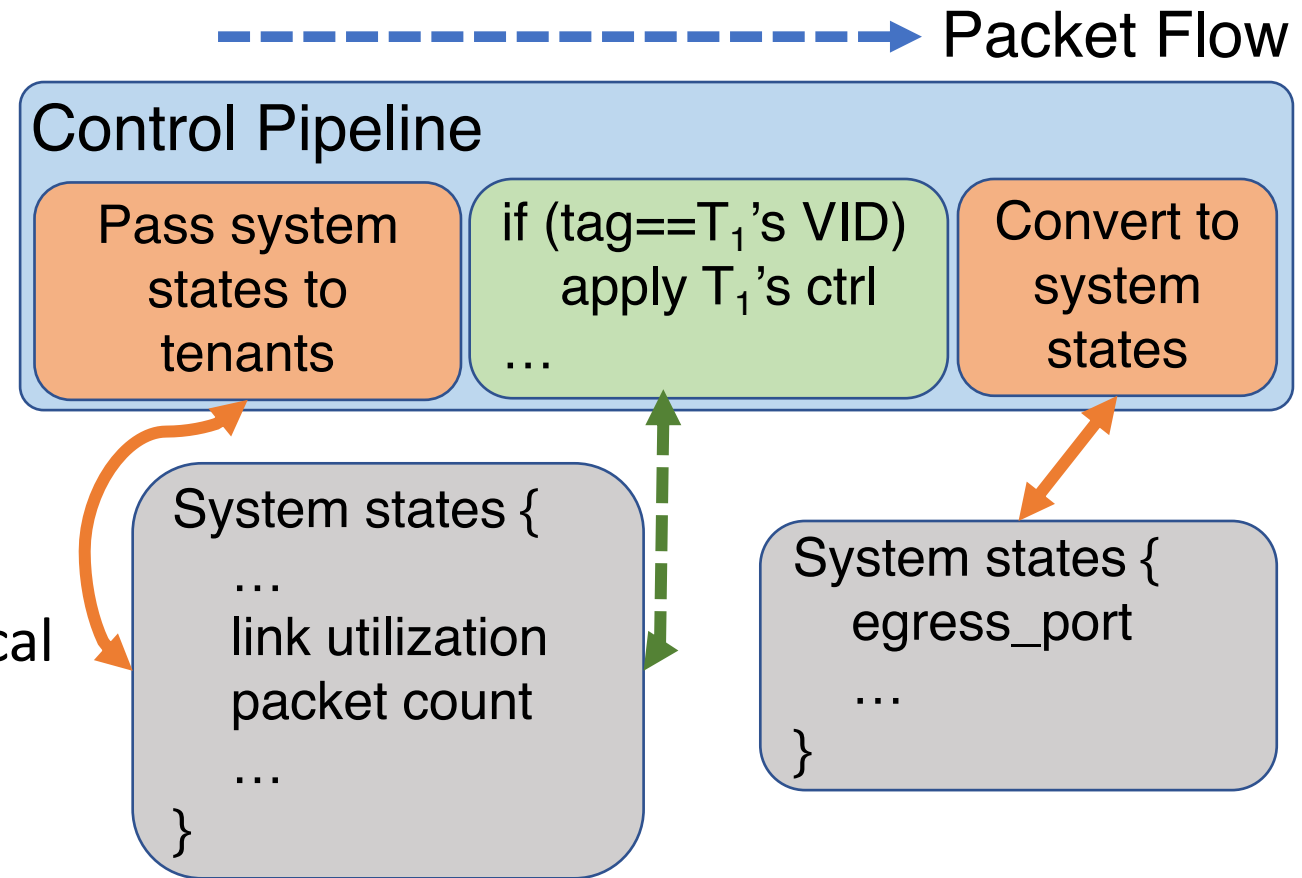 Packet Flow
Control Pipeline
Pass system
states to
tenants
if (tag==T₁’s VID)
apply T₁’s ctrl
…
Convert to
system
states
System states {
…
link utilization
packet count
…
}
cal
System states {
egress_port
…
}